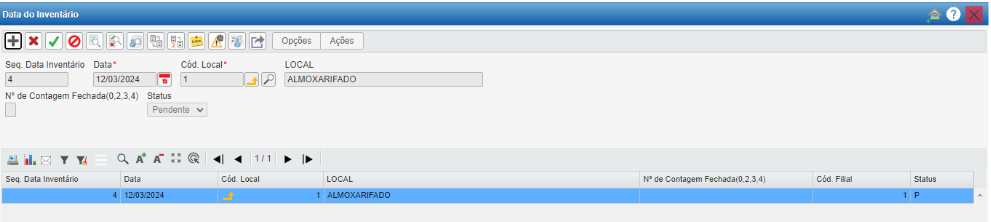 Data do Inventário
Opções Ações
Seq. Data Inventário Data* Cód. Local* LOCAL
4 12/03/2024 1 ALMOXARIFADO
Nº de Contagem Fechada(0,2,3,4) Status
Pendente
1 / 1
Seq. Data Inventário Data Cód. Local LOCAL Nº de Contagem Fechada(0,2,3,4) Cód. Filial Status
4 12/03/2024 1 ALMOXARIFADO 1 P